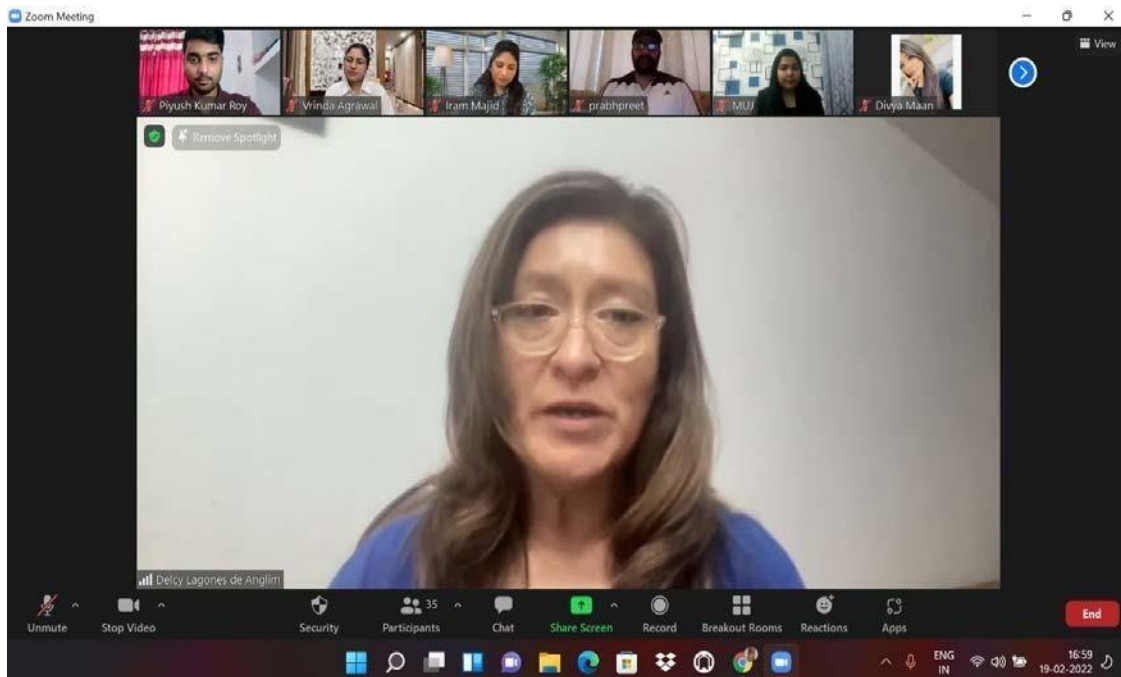 Zoom Meeting
View
Piyush Kumar Roy
Vrinda Agrawal
Iram Majid
prabhpreet
MUJ
Divya Maan
Remove Spotlight
Delcy Lagones de Anglim
35
Unmute
Stop Video
Security
Participants
Chat
Share Screen
Record
Breakout Rooms
Reactions
Apps
End
ENG
IN
16:59
19-02-2022